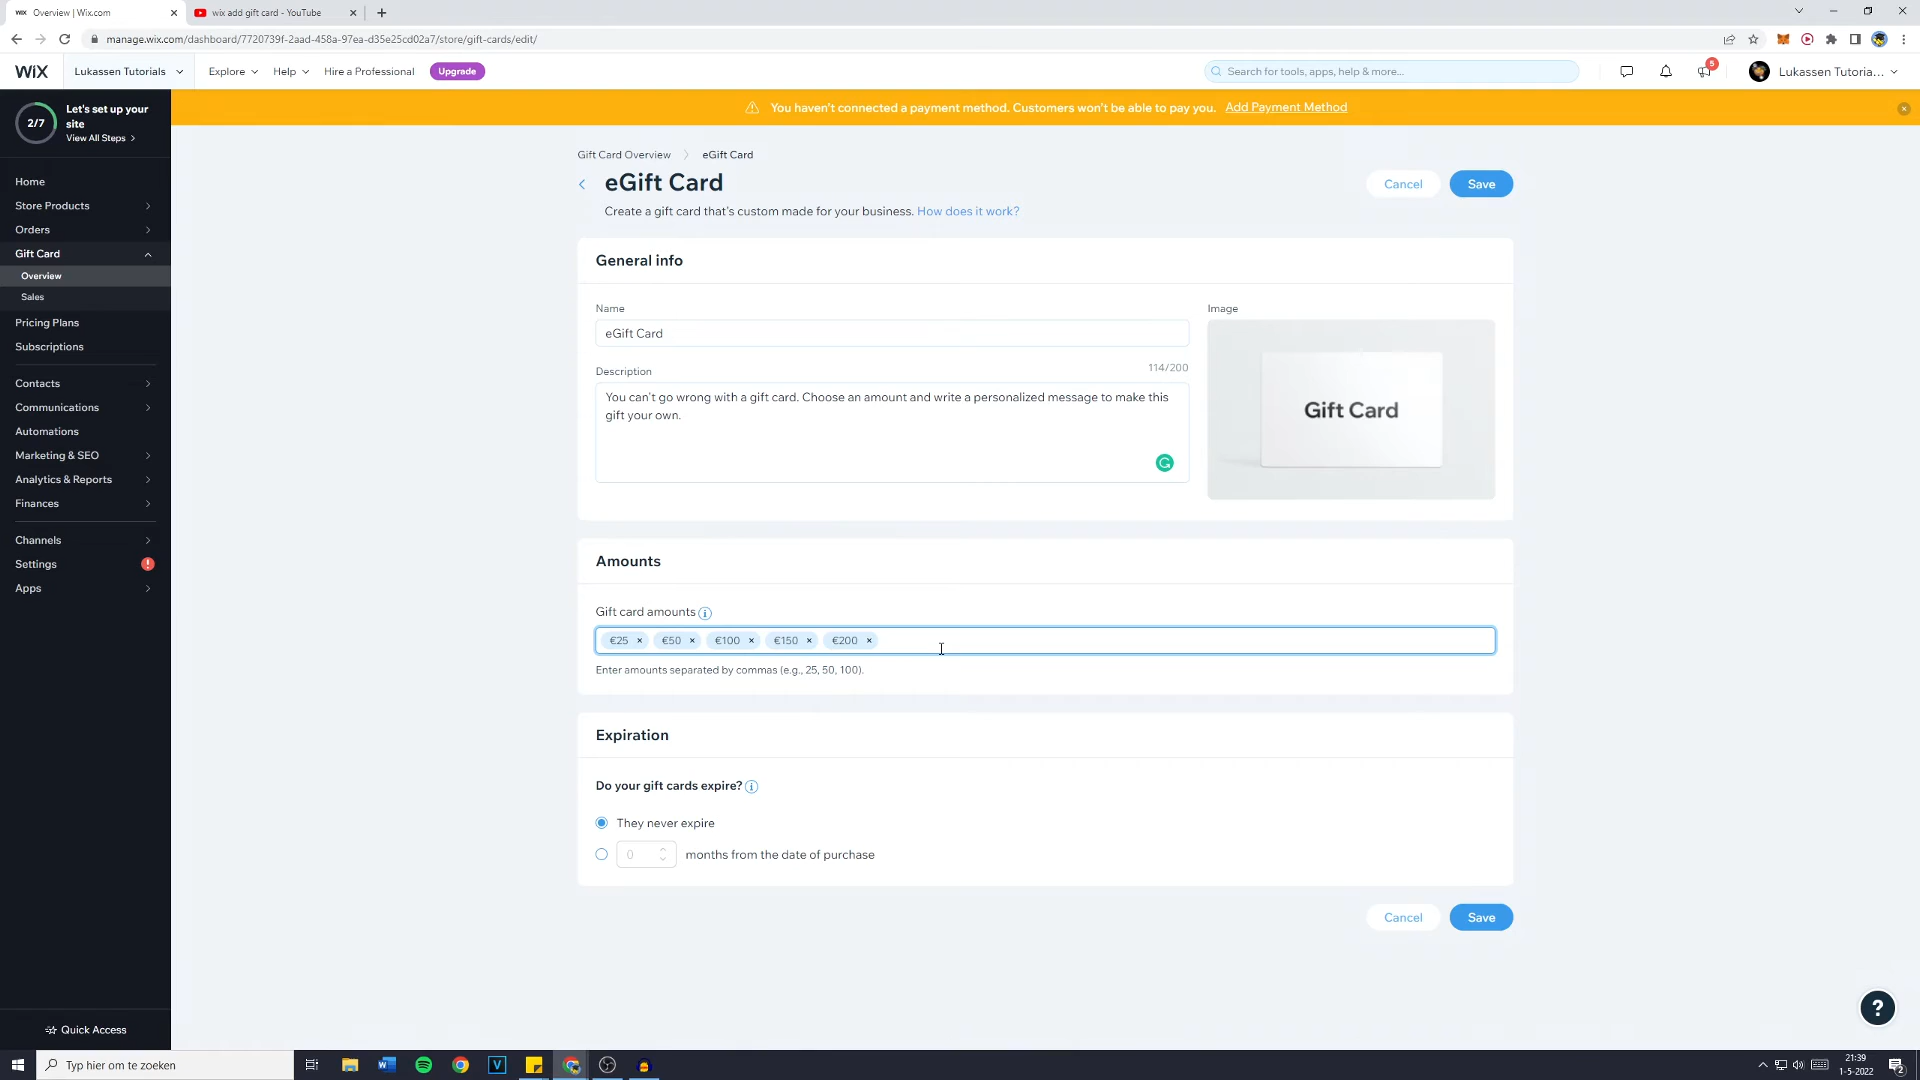 WiX Overview | Wix.com
wix add gift card - YouTube
manage.wix.com/dashboard/7720739f-2aad-458a-97ea-d35e25cd02a7/store/gift-cards/edit/
WiX
Lukassen Tutorials
Explore
Help
Hire a Professional
Upgrade
Search for tools, apps, help & more...
5
Lukassen Tutoria...
2/7
Let's set up your
site
View All Steps
You haven't connected a payment method. Customers won't be able to pay you. Add Payment Method
Home
Store Products
Orders
Gift Card
Overview
Sales
Pricing Plans
Subscriptions
Contacts
Communications
Automations
Marketing & SEO
Analytics & Reports
Finances
Channels
Settings !
Apps
Quick Access
Gift Card Overview
eGift Card
eGift Card
Cancel
Save
Create a gift card that's custom made for your business. How does it work?
General info
Name
eGift Card
Description
114/200
You can't go wrong with a gift card. Choose an amount and write a personalized message to make this
gift your own.
Image
Gift Card
Amounts
Gift card amounts
€25 × €50 × €100 × €150 × €200 ×
Enter amounts separated by commas (e.g., 25, 50, 100).
Expiration
Do your gift cards expire?
They never expire
0 months from the date of purchase
Cancel
Save
?
Typ hier om te zoeken
21:39
1-5-2022
2